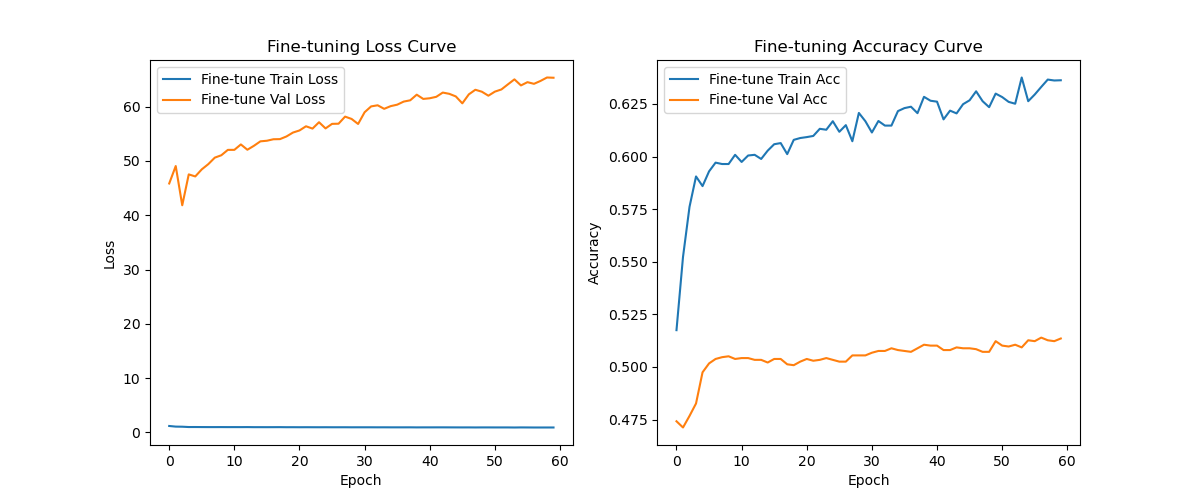 Fine-tuning Loss Curve
Fine-tune Train Loss
Fine-tune Val Loss
Loss
60
50
40
30
20
10
0
0 10 20 30 40 50 60
Epoch
Fine-tuning Accuracy Curve
Fine-tune Train Acc
Fine-tune Val Acc
Accuracy
0.625
0.600
0.575
0.550
0.525
0.500
0.475
0 10 20 30 40 50 60
Epoch